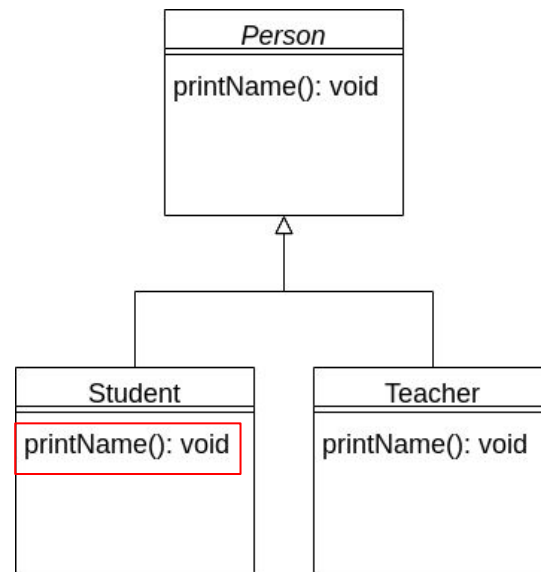 Person
printName(): void
Student
printName(): void
Teacher
printName(): void